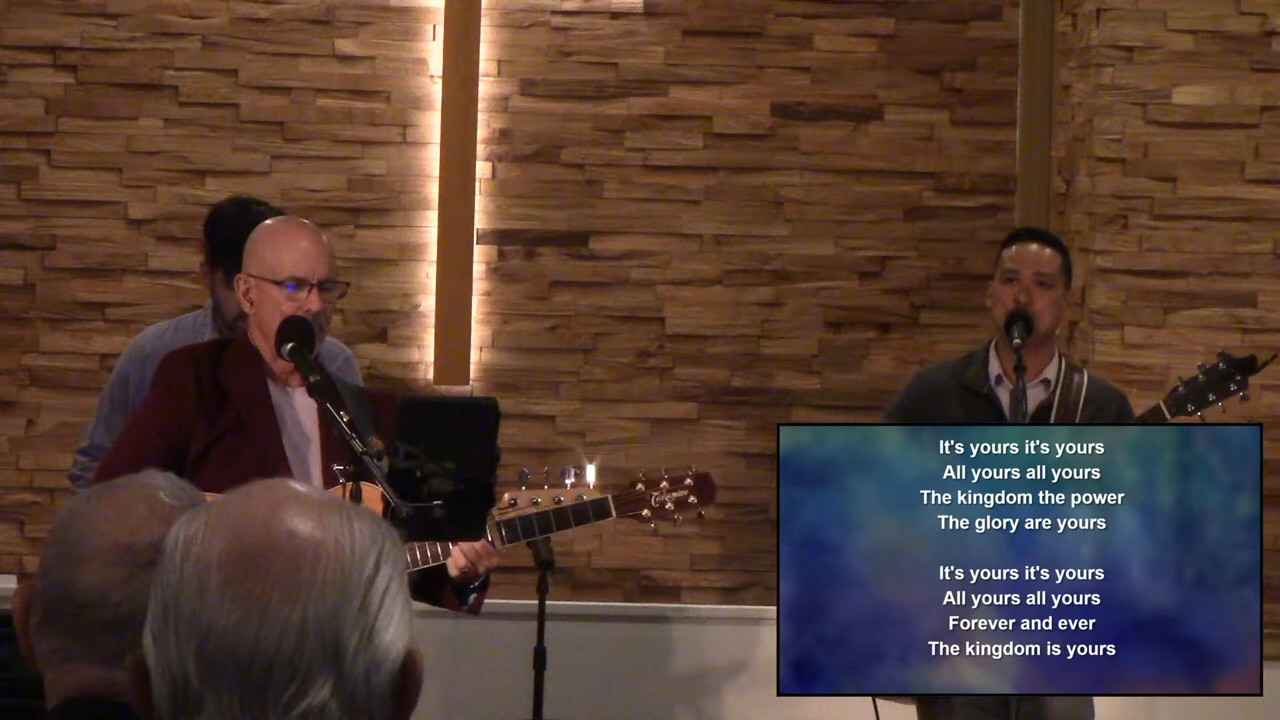 It's yours it's yours
All yours all yours
The kingdom the power
The glory are yours
It's yours it's yours
All yours all yours
Forever and ever
The kingdom is yours